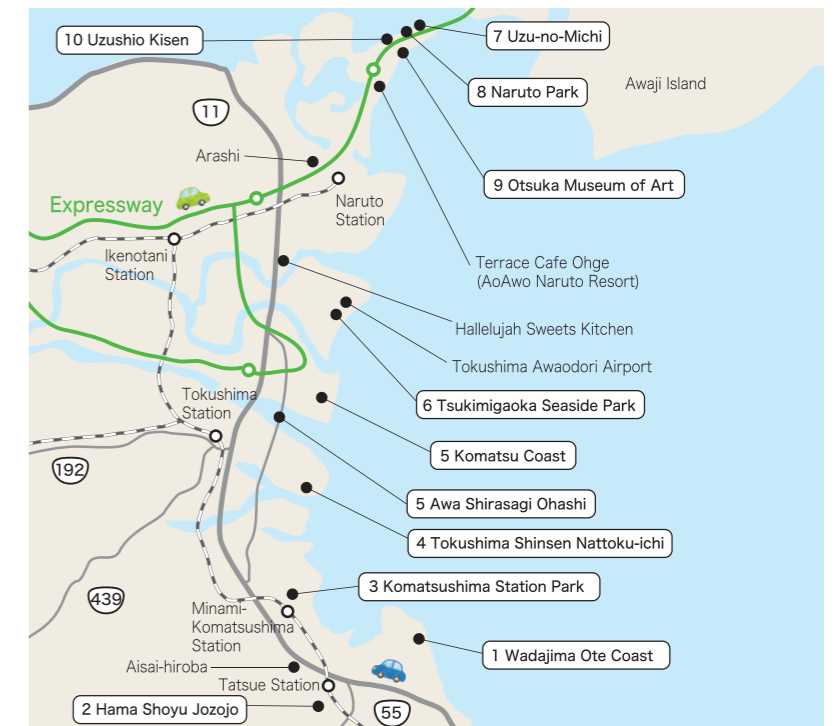 10 Uzushio Kisen
7 Uzu-no-Michi
8 Naruto Park
Awaji Island
11
Arashi
9 Otsuka Museum of Art
Expressway
Naruto
Station
Ikenotani
Station
Terrace Cafe Ohge
(AoAwo Naruto Resort)
Hallelujah Sweets Kitchen
Tokushima Awaodori Airport
Tokushima
Station
6 Tsukimigaoka Seaside Park
5 Komatsu Coast
192
5 Awa Shirasagi Ohashi
4 Tokushima Shinsen Nattoku-ichi
3 Komatsushima Station Park
439
Minami-
Komatsushima
Station
1 Wadajima Ote Coast
Aisai-hiroba
Tatsue Station
2 Hama Shoyu Jozojo
55